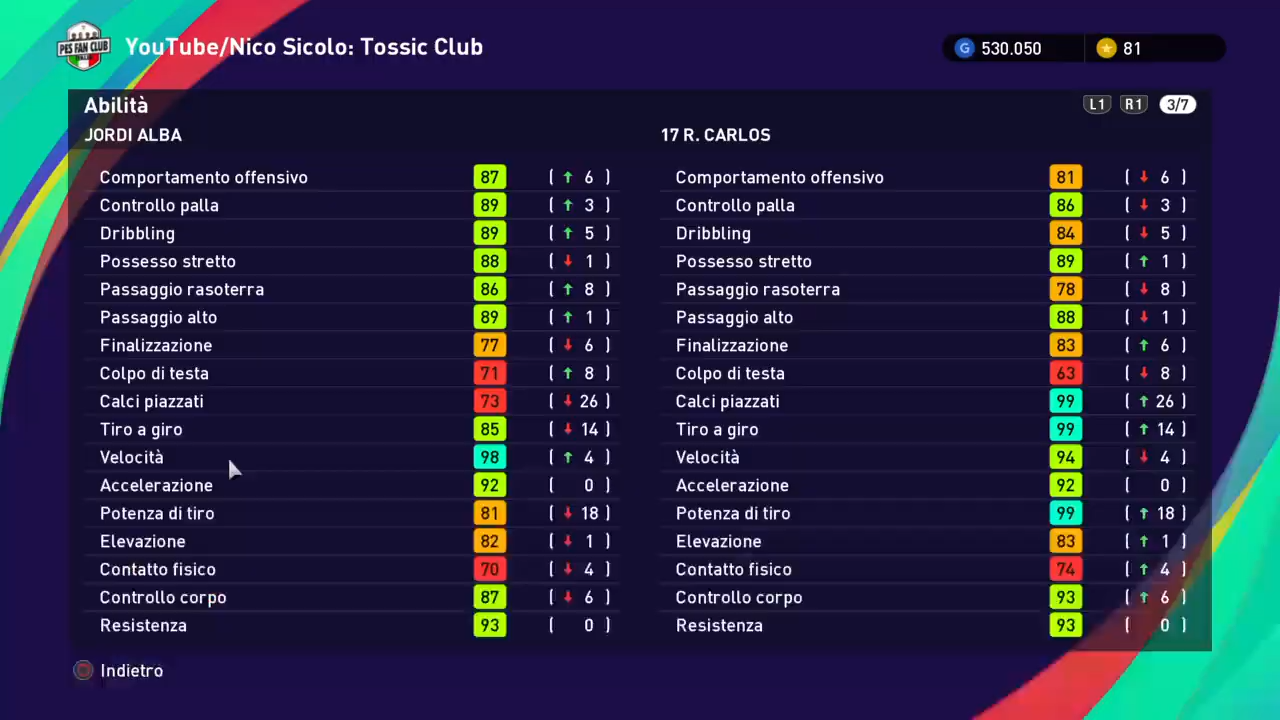 PES FAN CLUB
YouTube/Nico Sicolo: Tossic Club
G 530.050 81
Abilità
L1 R1 3/7
JORDI ALBA 17 R. CARLOS
Comportamento offensivo 87 ( ↑ 6 ) Comportamento offensivo 81 ( ↓ 6 )
Controllo palla 89 ( ↑ 3 ) Controllo palla 86 ( ↓ 3 )
Dribbling 89 ( ↑ 5 ) Dribbling 84 ( ↓ 5 )
Possesso stretto 88 ( ↓ 1 ) Possesso stretto 89 ( ↑ 1 )
Passaggio rasoterra 86 ( ↑ 8 ) Passaggio rasoterra 78 ( ↓ 8 )
Passaggio alto 89 ( ↑ 1 ) Passaggio alto 88 ( ↓ 1 )
Finalizzazione 77 ( ↓ 6 ) Finalizzazione 83 ( ↑ 6 )
Colpo di testa 71 ( ↑ 8 ) Colpo di testa 63 ( ↓ 8 )
Calci piazzati 73 ( ↓ 26 ) Calci piazzati 99 ( ↑ 26 )
Tiro a giro 85 ( ↓ 14 ) Tiro a giro 99 ( ↑ 14 )
Velocità 98 ( ↑ 4 ) Velocità 94 ( ↓ 4 )
Accelerazione 92 ( 0 ) Accelerazione 92 ( 0 )
Potenza di tiro 81 ( ↓ 18 ) Potenza di tiro 99 ( ↑ 18 )
Elevazione 82 ( ↓ 1 ) Elevazione 83 ( ↑ 1 )
Contatto fisico 70 ( ↓ 4 ) Contatto fisico 74 ( ↑ 4 )
Controllo corpo 87 ( ↓ 6 ) Controllo corpo 93 ( ↑ 6 )
Resistenza 93 ( 0 ) Resistenza 93 ( 0 )
Indietro